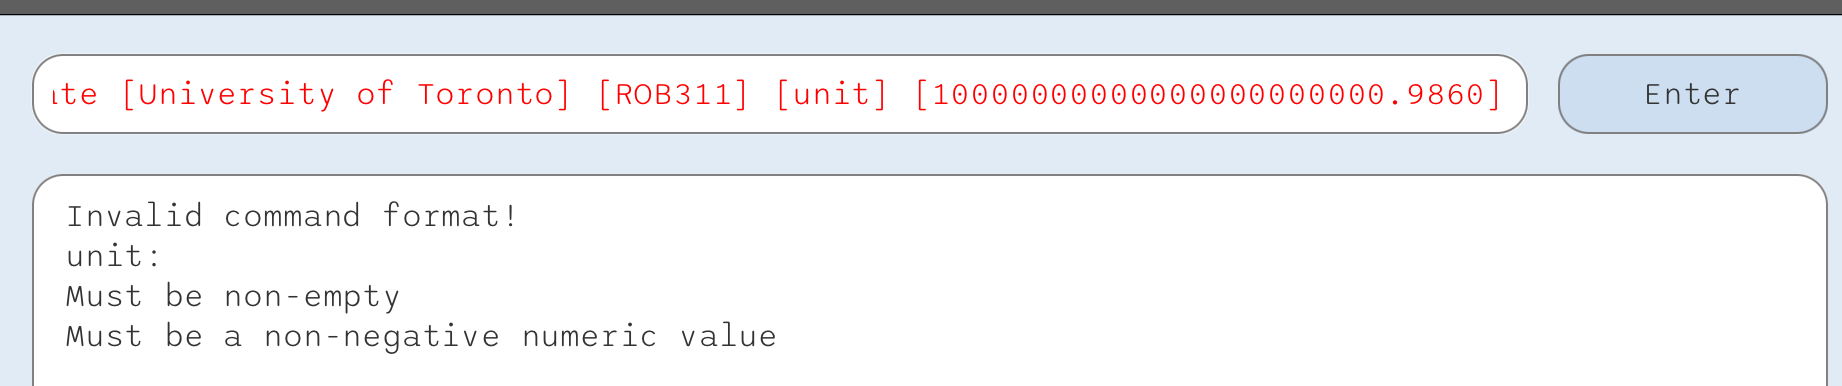 te [University of Toronto] [ROB311] [unit] [10000000000000000000000.9860]
Enter
Invalid command format!
unit:
Must be non-empty
Must be a non-negative numeric value